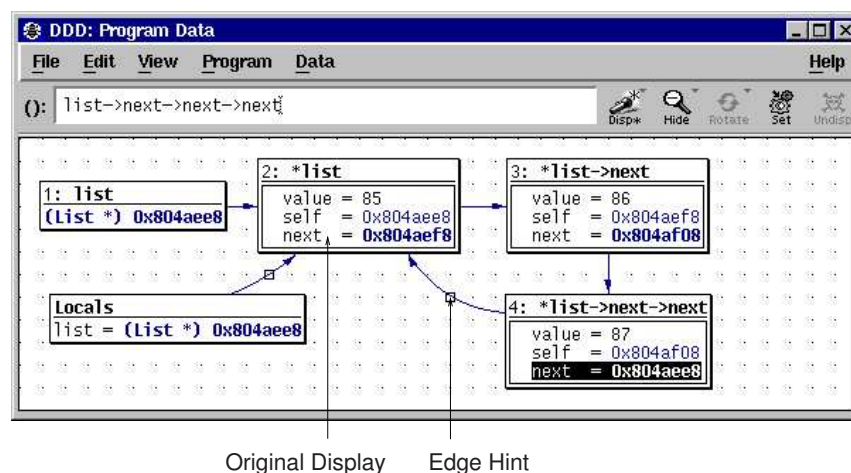 DDD: Program Data
File Edit View Program Data Help
(): list->next->next->next
Disp* Hide Rotate Set Undisp
1: list
(List *) 0x804aee8
2: *list
value = 85
self = 0x804aee8
next = 0x804aef8
3: *list->next
value = 86
self = 0x804aef8
next = 0x804af08
Locals
list = (List *) 0x804aee8
4: *list->next->next
value = 87
self = 0x804af08
next = 0x804aee8
Original Display Edge Hint